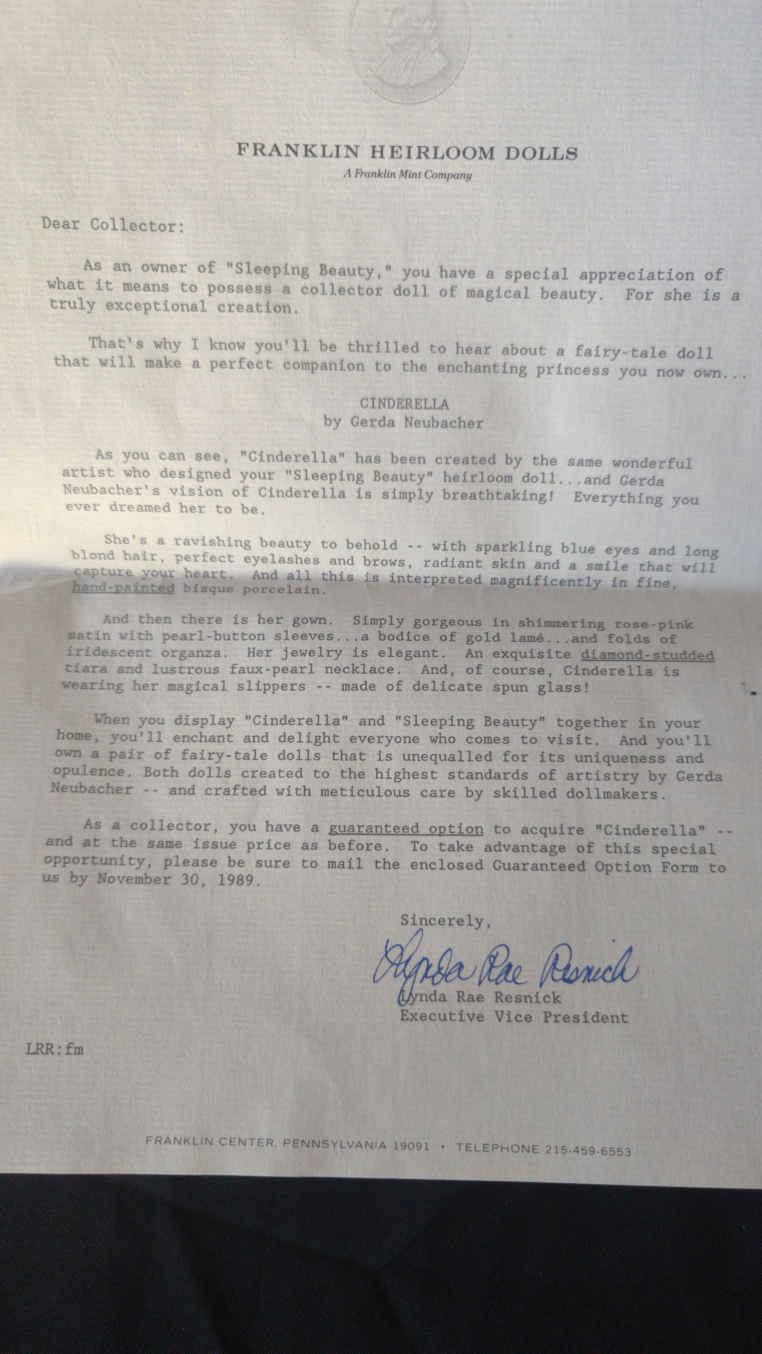 FRANKLIN HEIRLOOM DOLLS
A Franklin Mint Company
Dear Collector:
As an owner of "Sleeping Beauty," you have a special appreciation of
what it means to possess a collector doll of magical beauty. For she is a
truly exceptional creation.
That's why I know you'll be thrilled to hear about a fairy-tale doll
that will make a perfect companion to the enchanting princess you now own...
CINDERELLA
by Gerda Neubacher
As you can see, "Cinderella" has been created by the same wonderful
artist who designed your "Sleeping Beauty" heirloom doll...and Gerda
Neubacher's vision of Cinderella is simply breathtaking! Everything you
ever dreamed her to be.
She's a ravishing beauty to behold -- with sparkling blue eyes and long
blond hair, perfect eyelashes and brows, radiant skin and a smile that will
capture your heart. And all this is interpreted magnificently in fine,
hand-painted bisque porcelain.
And then there is her gown. Simply gorgeous in shimmering rose-pink
satin with pearl-button sleeves...a bodice of gold lamé...and folds of
iridescent organza. Her jewelry is elegant. An exquisite diamond-studded
tiara and lustrous faux-pearl necklace. And, of course, Cinderella is
wearing her magical slippers -- made of delicate spun glass!
When you display "Cinderella" and "Sleeping Beauty" together in your
home, you'll enchant and delight everyone who comes to visit. And you'll
own a pair of fairy-tale dolls that is unequalled for its uniqueness and
opulence. Both dolls created to the highest standards of artistry by Gerda
Neubacher -- and crafted with meticulous care by skilled dollmakers.
As a collector, you have a guaranteed option to acquire "Cinderella" --
and at the same issue price as before. To take advantage of this special
opportunity, please be sure to mail the enclosed Guaranteed Option Form to
us by November 30, 1989.
Sincerely,
Lynda Rae Resnick
Lynda Rae Resnick
Executive Vice President
LRR:fm
FRANKLIN CENTER, PENNSYLVANIA 19091 • TELEPHONE 215-459-6553